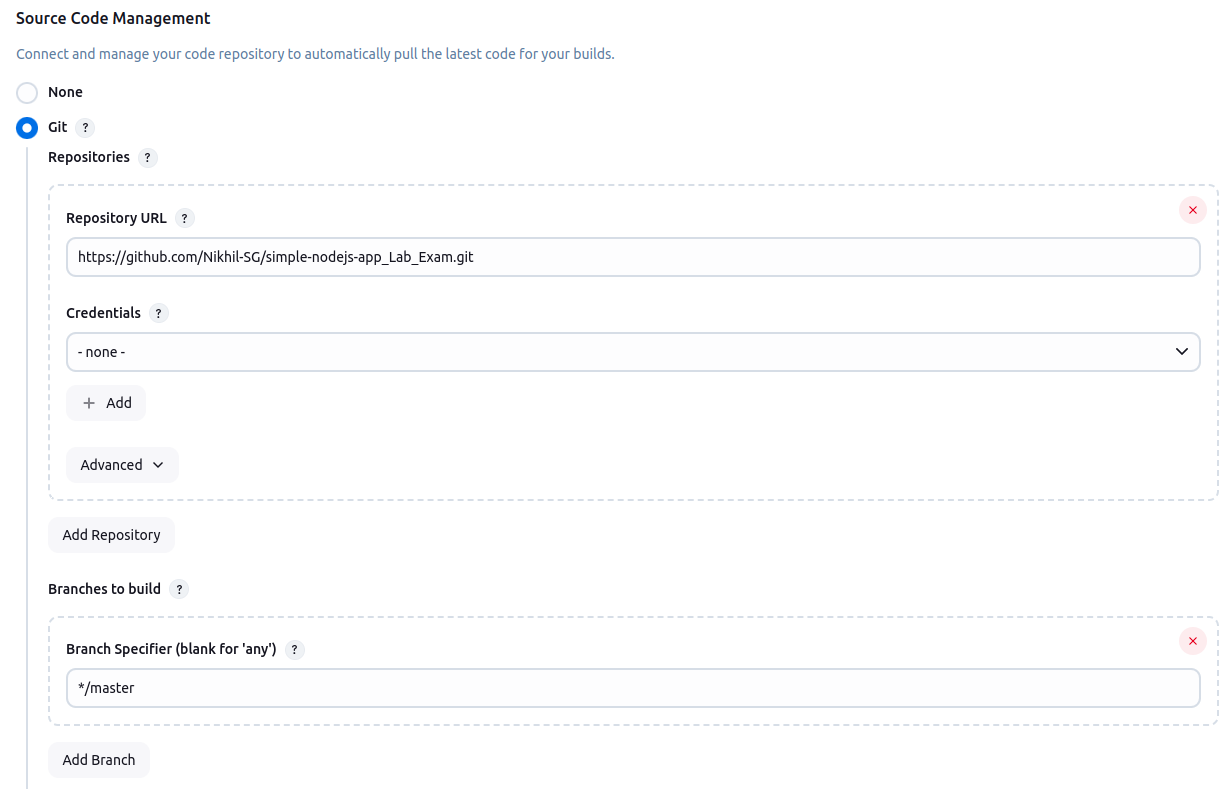 Source Code Management
Connect and manage your code repository to automatically pull the latest code for your builds.
None
Git ?
Repositories ?
Repository URL ?
https://github.com/Nikhil-SG/simple-nodejs-app_Lab_Exam.git
Credentials ?
- none -
+ Add
Advanced
Add Repository
Branches to build ?
Branch Specifier (blank for 'any') ?
*/master
Add Branch